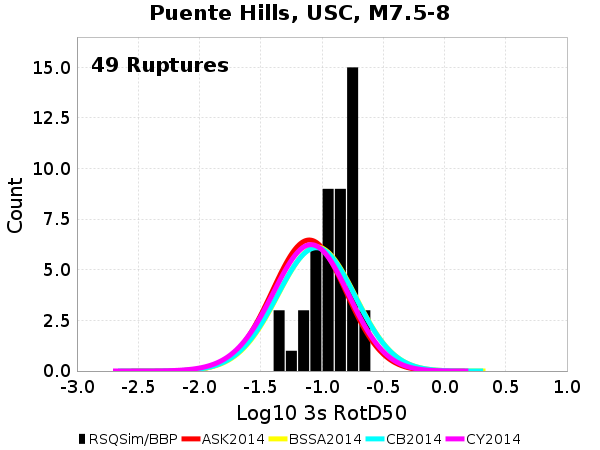 Puente Hills, USC, M7.5-8
49 Ruptures
15.0
12.5
10.0
7.5
5.0
2.5
0.0
Count
-3.0 -2.5 -2.0 -1.5 -1.0 -0.5 0.0 0.5 1.0
Log10 3s RotD50
RSQSim/BBP ASK2014 BSSA2014 CB2014 CY2014